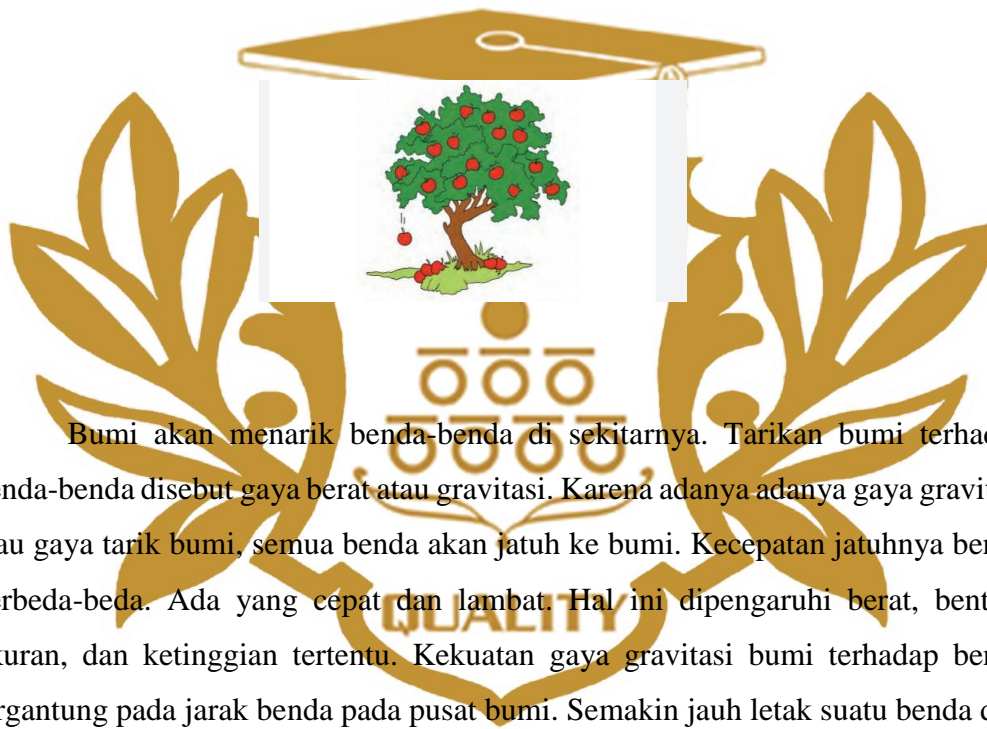 Bumi akan menarik benda-benda di sekitarnya. Tarikan bumi terhad
enda-benda disebut gaya berat atau gravitasi. Karena adanya adanya gaya gravit
au gaya tarik bumi, semua benda akan jatuh ke bumi. Kecepatan jatuhnya ben
erbeda-beda. Ada yang cepat dan lambat. Hal ini dipengaruhi berat, bent
QUALITY
kuran, dan ketinggian tertentu. Kekuatan gaya gravitasi bumi terhadap ben
rgantung pada jarak benda pada pusat bumi. Semakin jauh letak suatu benda d